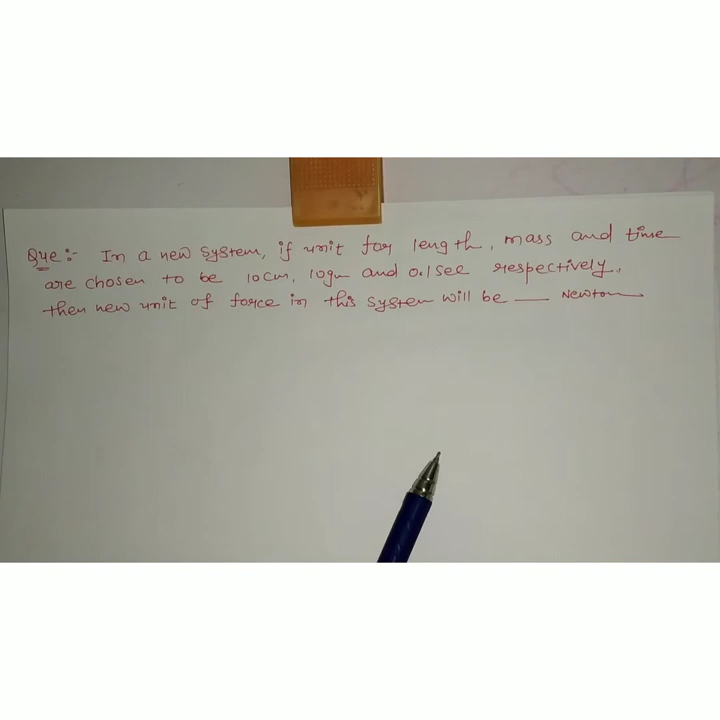 Que:- In a new system, if unit for length, mass and time
are chosen to be 10cm, 10gm and 0.1sec respectively,
then new unit of force in this system will be ___ Newton